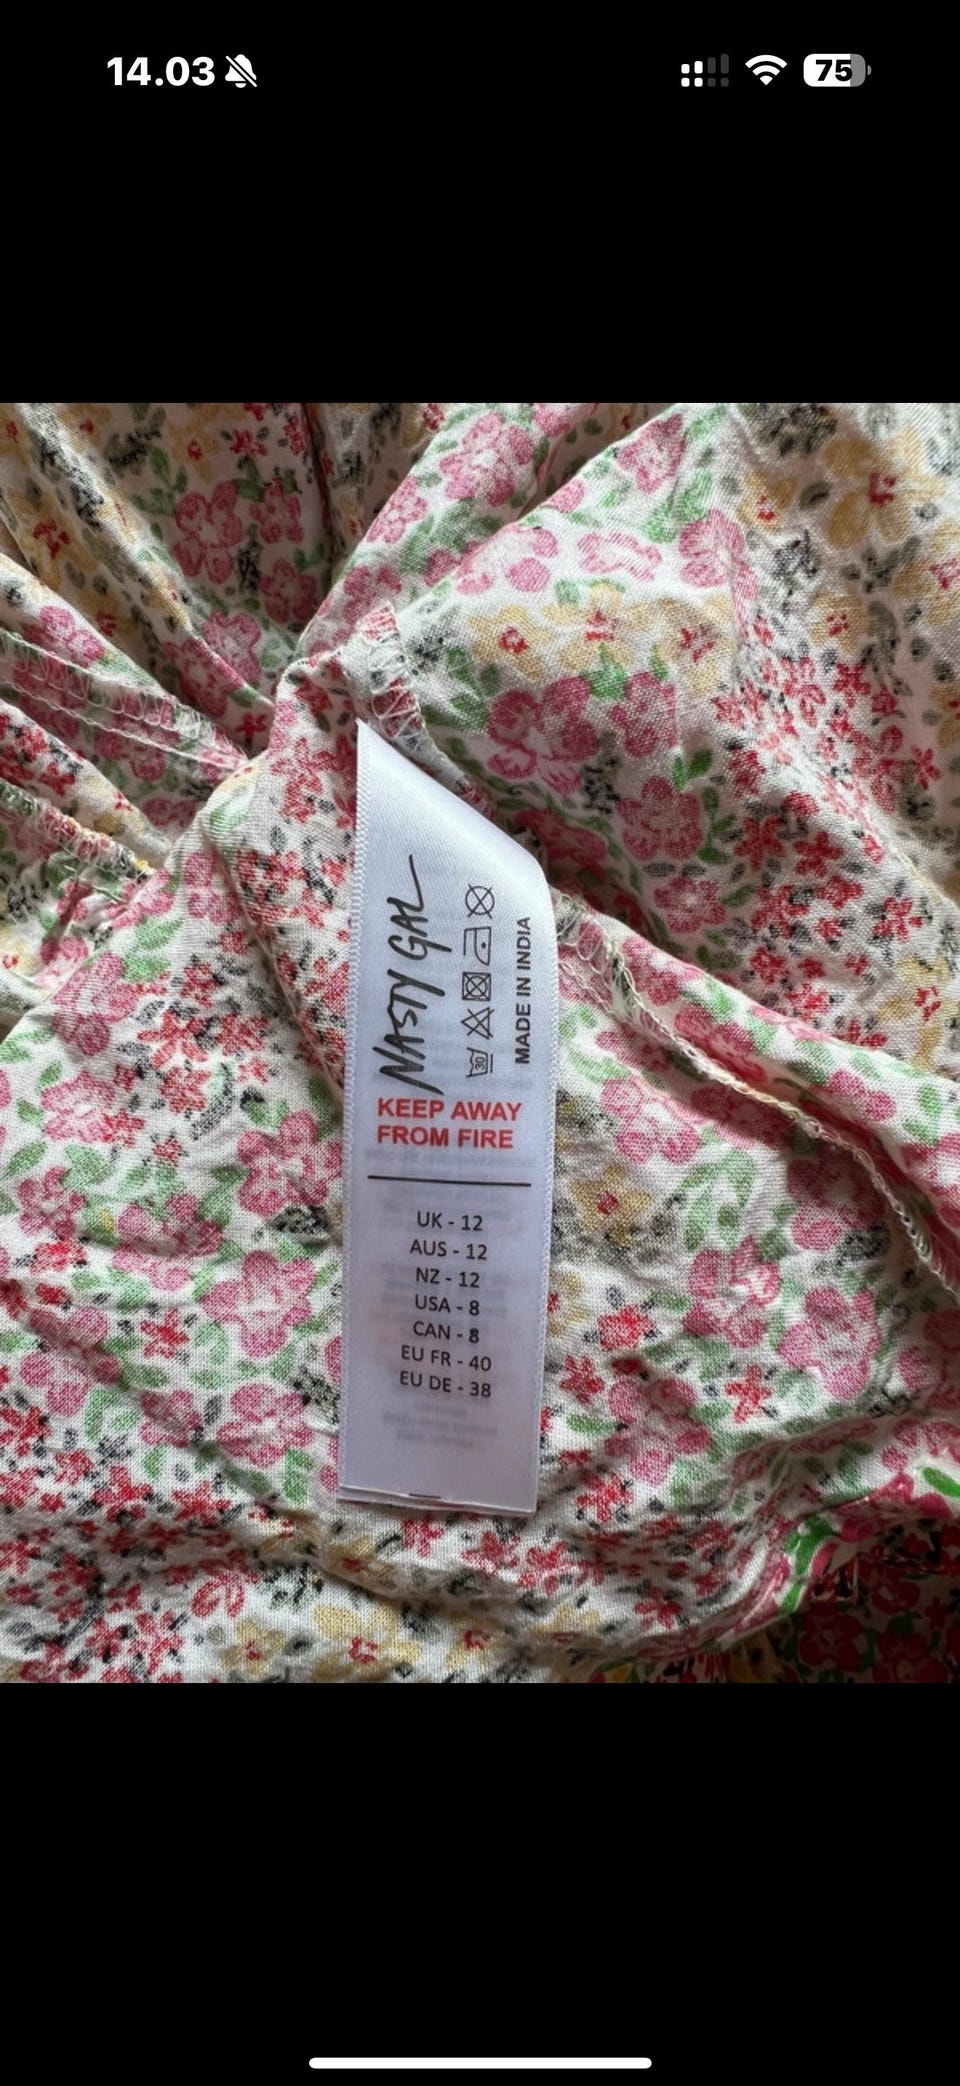 14.03
75
NASTY GAL
30
MADE IN INDIA
KEEP AWAY
FROM FIRE
UK - 12
AUS - 12
NZ - 12
USA - 8
CAN - 8
EU FR - 40
EU DE - 38